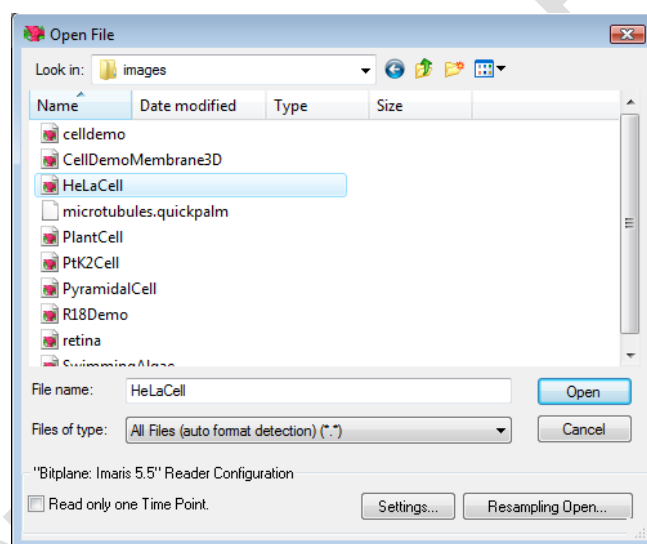 Open File
Look in: images
Name Date modified Type Size
celldemo
CellDemoMembrane3D
HeLaCell
microtubules.quickpalm
PlantCell
PtK2Cell
PyramidalCell
R18Demo
retina
SwimmingAlgae
File name: HeLaCell Open
Files of type: All Files (auto format detection) (*.*) Cancel
"Bitplane: Imaris 5.5" Reader Configuration
Read only one Time Point. Settings... Resampling Open...